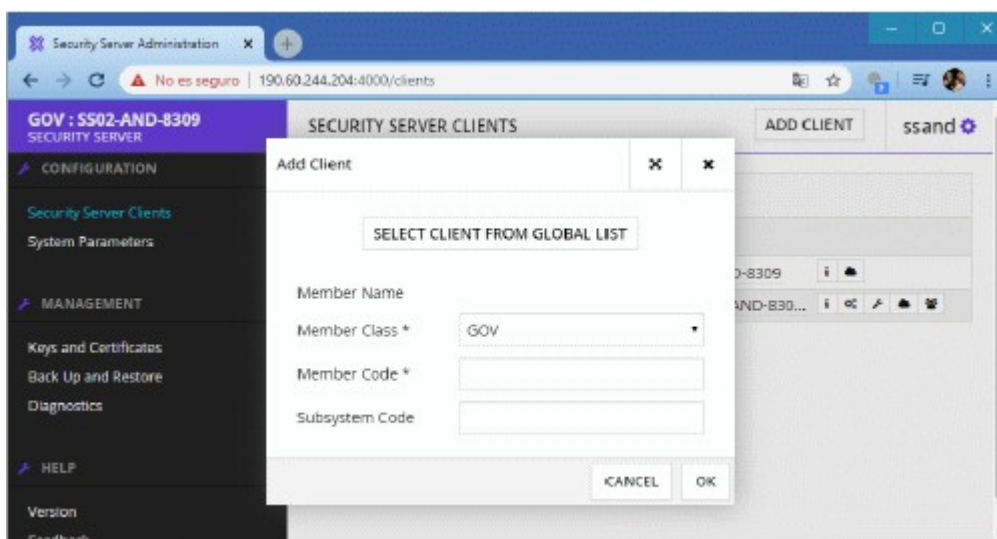 Security Server Administration
No es seguro | 190.60.244.204:4000/clients
GOV : SS02-AND-8309
SECURITY SERVER
SECURITY SERVER CLIENTS
ADD CLIENT
ssand
CONFIGURATION
Security Server Clients
System Parameters
MANAGEMENT
Keys and Certificates
Back Up and Restore
Diagnostics
HELP
Version
Add Client
SELECT CLIENT FROM GLOBAL LIST
Member Name
Member Class * GOV
Member Code *
Subsystem Code
CANCEL OK
-8309
AND-830...